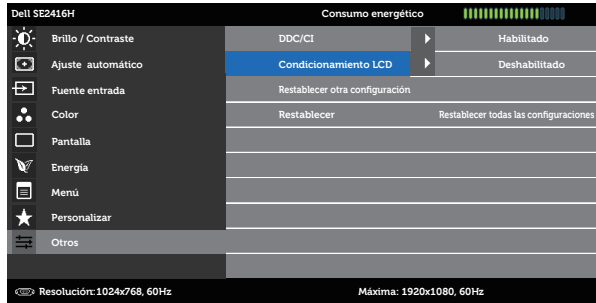 Dell SE2416H Consumo energético
Brillo / Contraste DDC/CI Habilitado
Ajuste automático Condicionamiento LCD Deshabilitado
Fuente entrada Restablecer otra configuración
Color Restablecer Restablecer todas las configuraciones
Pantalla
Energía
Menú
Personalizar
Otros
Resolución:1024x768, 60Hz Máxima: 1920x1080, 60Hz